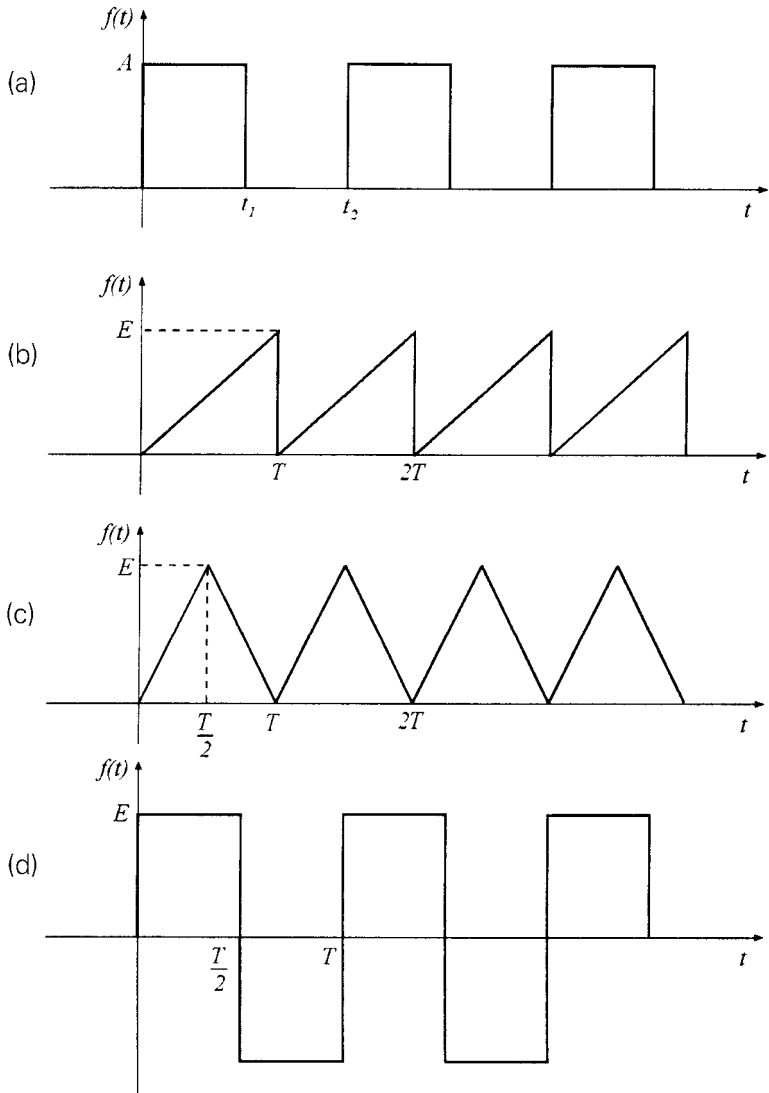 f(t)
(a)
A
t₁ t₂ t
f(t)
(b)
E
T 2T t
f(t)
(c)
E
T/2 T 2T t
f(t)
(d)
E
T/2 T t